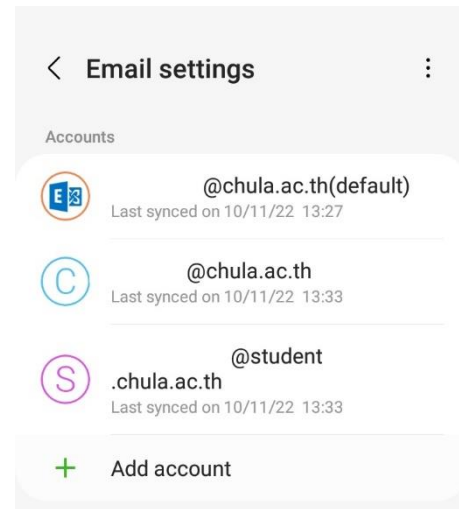 Email settings
Accounts
@chula.ac.th(default)
Last synced on 10/11/22 13:27
C
@chula.ac.th
Last synced on 10/11/22 13:33
@student
S
.chula.ac.th
Last synced on 10/11/22 13:33
+ Add account